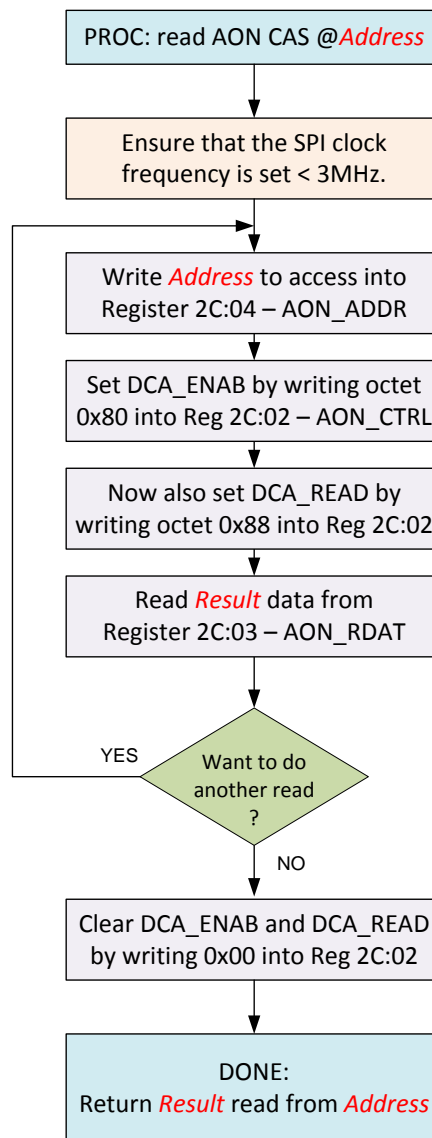 PROC: read AON CAS @Address
Ensure that the SPI clock
frequency is set < 3MHz.
Write Address to access into
Register 2C:04 – AON_ADDR
Set DCA_ENAB by writing octet
0x80 into Reg 2C:02 – AON_CTRL
Now also set DCA_READ by
writing octet 0x88 into Reg 2C:02
Read Result data from
Register 2C:03 – AON_RDAT
YES
Want to do
another read
?
NO
Clear DCA_ENAB and DCA_READ
by writing 0x00 into Reg 2C:02
DONE:
Return Result read from Address